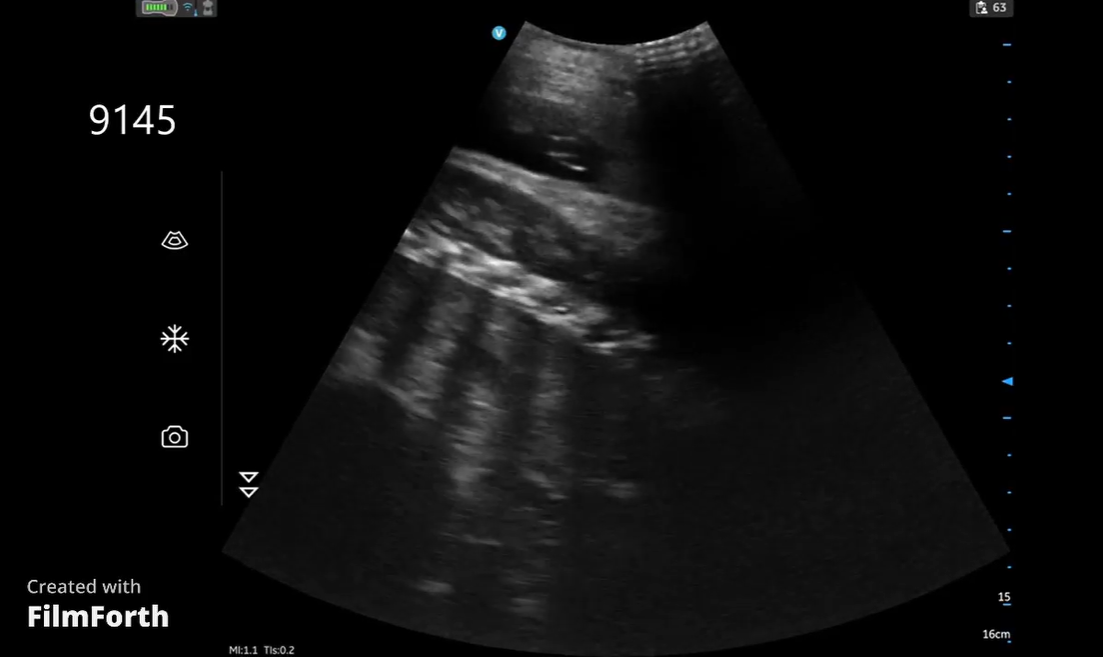 V
63
9145
15
16cm
Created with
FilmForth
MI:1.1 TIs:0.2